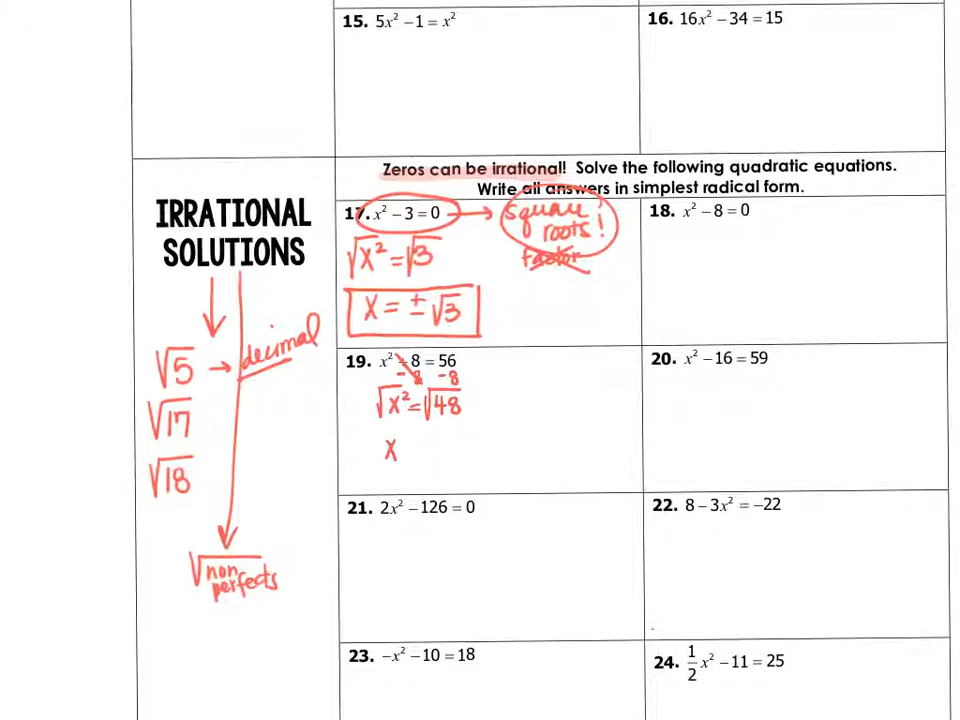 15. 5x² − 1 = x²
16. 16x² − 34 = 15
Zeros can be irrational! Solve the following quadratic equations.
Write all answers in simplest radical form.
IRRATIONAL
SOLUTIONS
√5 → decimal
√17
√18
√non
perfects
17. x² − 3 = 0 → square
roots!
factor
√x² = √3
x = ± √3
18. x² − 8 = 0
19. x² + 8 = 56
−8 −8
√x² = √48
x
20. x² − 16 = 59
21. 2x² − 126 = 0
22. 8 − 3x² = −22
23. −x² − 10 = 18
24. 1/2 x² − 11 = 25